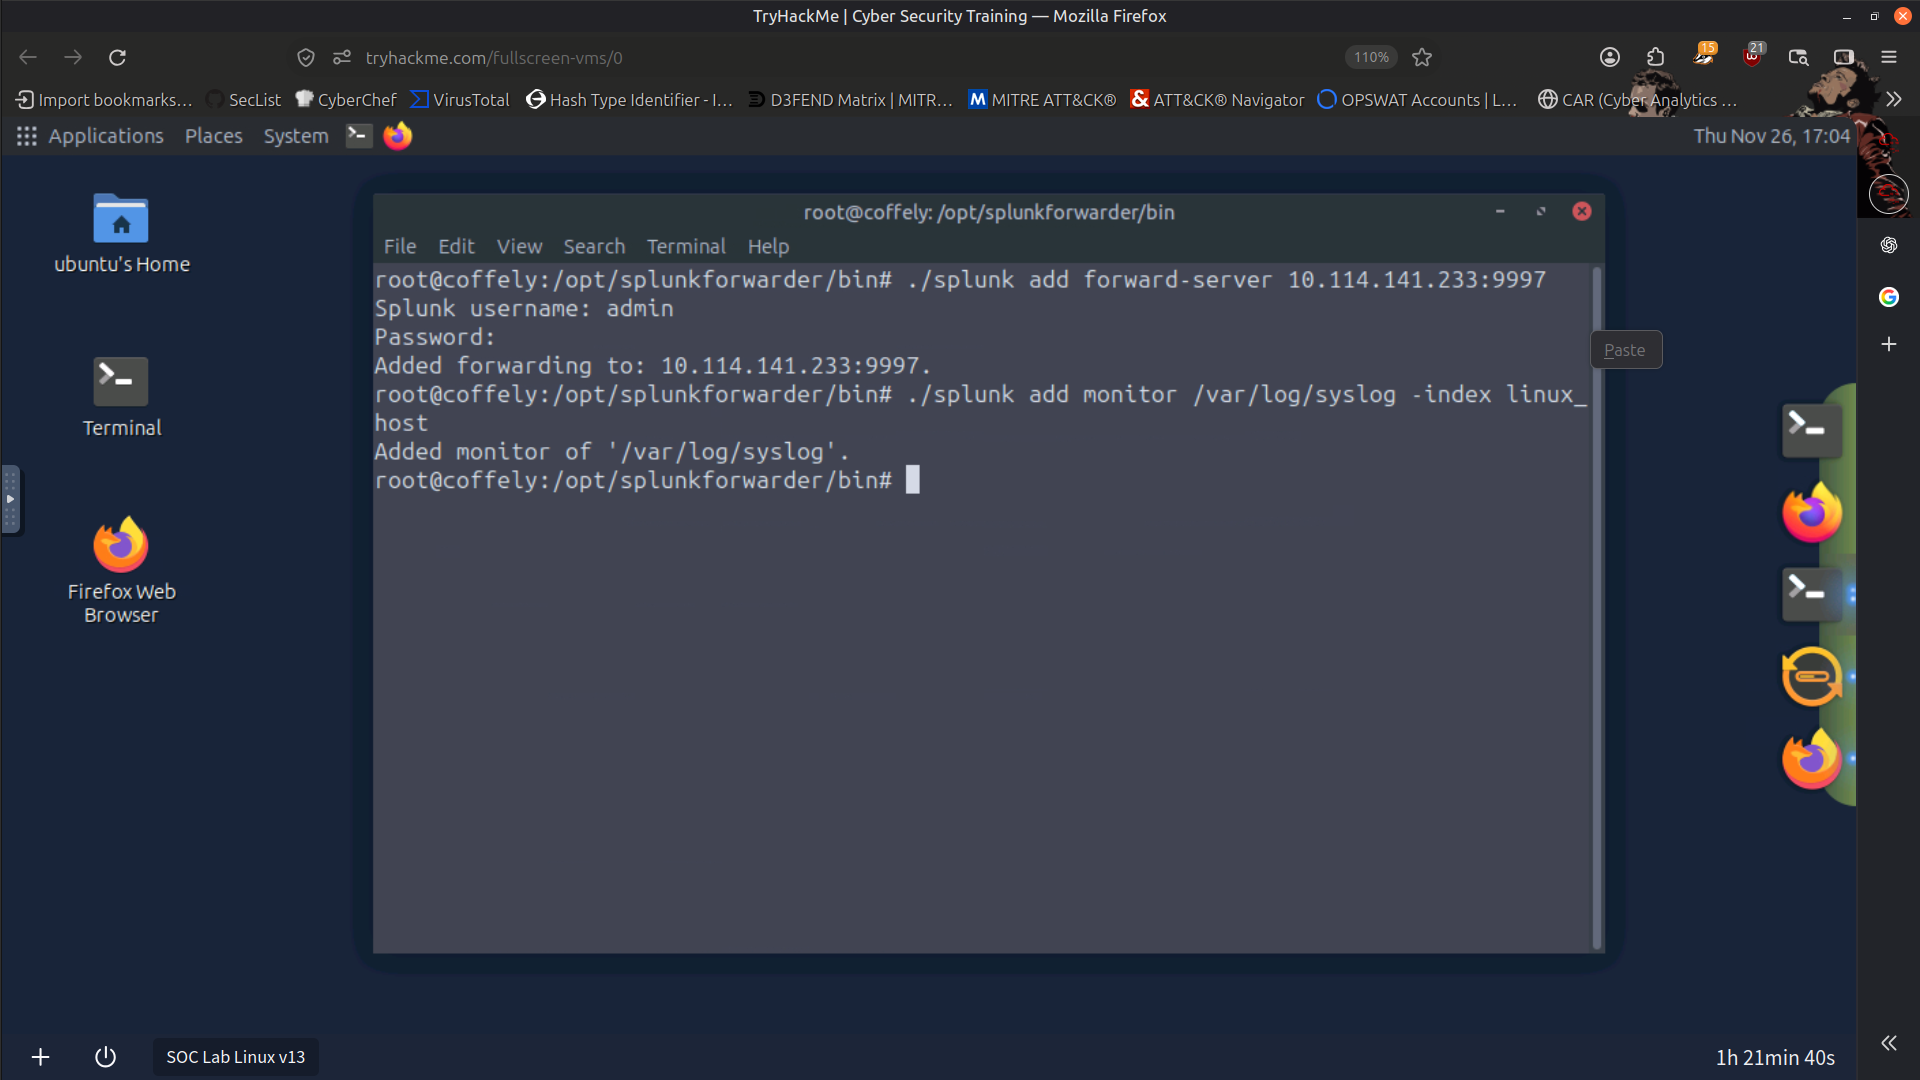 TryHackMe | Cyber Security Training — Mozilla Firefox
tryhackme.com/fullscreen-vms/0
110%
15
21
Import bookmarks...
SecList
CyberChef
VirusTotal
Hash Type Identifier - I...
D3FEND Matrix | MITR...
MITRE ATT&CK®
ATT&CK® Navigator
OPSWAT Accounts | L...
CAR (Cyber Analytics ...
Applications
Places
System
Thu Nov 26, 17:04
ubuntu's Home
Terminal
Firefox Web
Browser
root@coffely: /opt/splunkforwarder/bin
File
Edit
View
Search
Terminal
Help
root@coffely:/opt/splunkforwarder/bin# ./splunk add forward-server 10.114.141.233:9997
Splunk username: admin
Password:
Added forwarding to: 10.114.141.233:9997.
root@coffely:/opt/splunkforwarder/bin# ./splunk add monitor /var/log/syslog -index linux_
host
Added monitor of '/var/log/syslog'.
root@coffely:/opt/splunkforwarder/bin#
Paste
SOC Lab Linux v13
1h 21min 40s